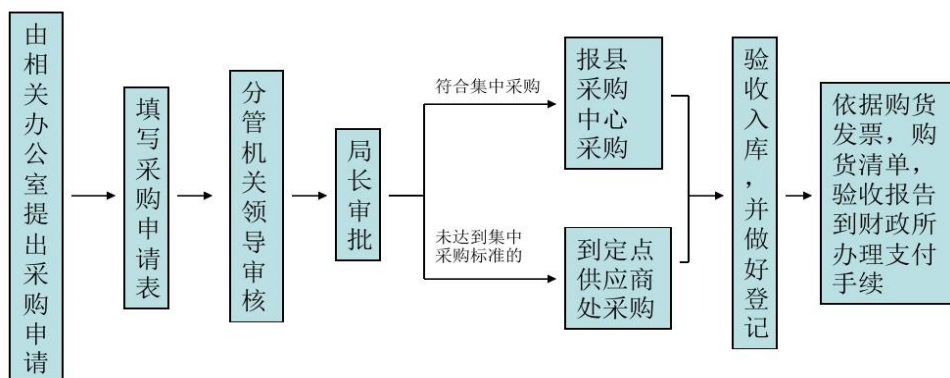 由相关办公室提出采购申请
填写采购申请表
分管机关领导审核
局长审批
符合集中采购
报县
采购
中心
采购
未达到集中
采购标准的
到定点
供应商
处采购
验收入库,并做好登记
依据购货
发票，购
货清单，
验收报告
到财政所
办理支付
手续